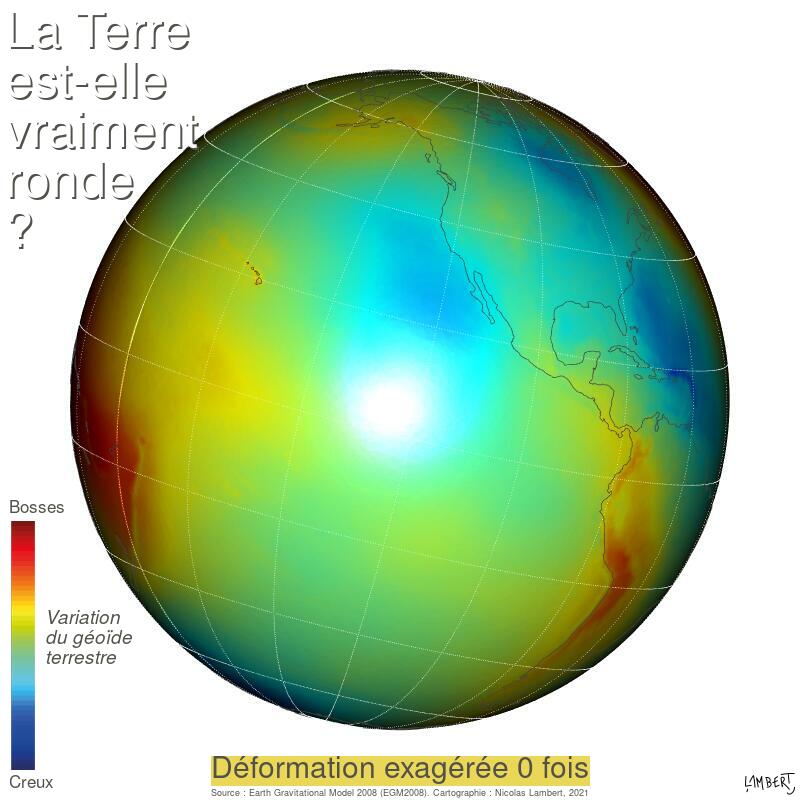 La Terre
est-elle
vraiment
ronde
?
Bosses
Variation
du géoïde
terrestre
Creux
Déformation exagérée 0 fois
Source : Earth Gravitational Model 2008 (EGM2008). Cartographie : Nicolas Lambert, 2021
LAMBERT